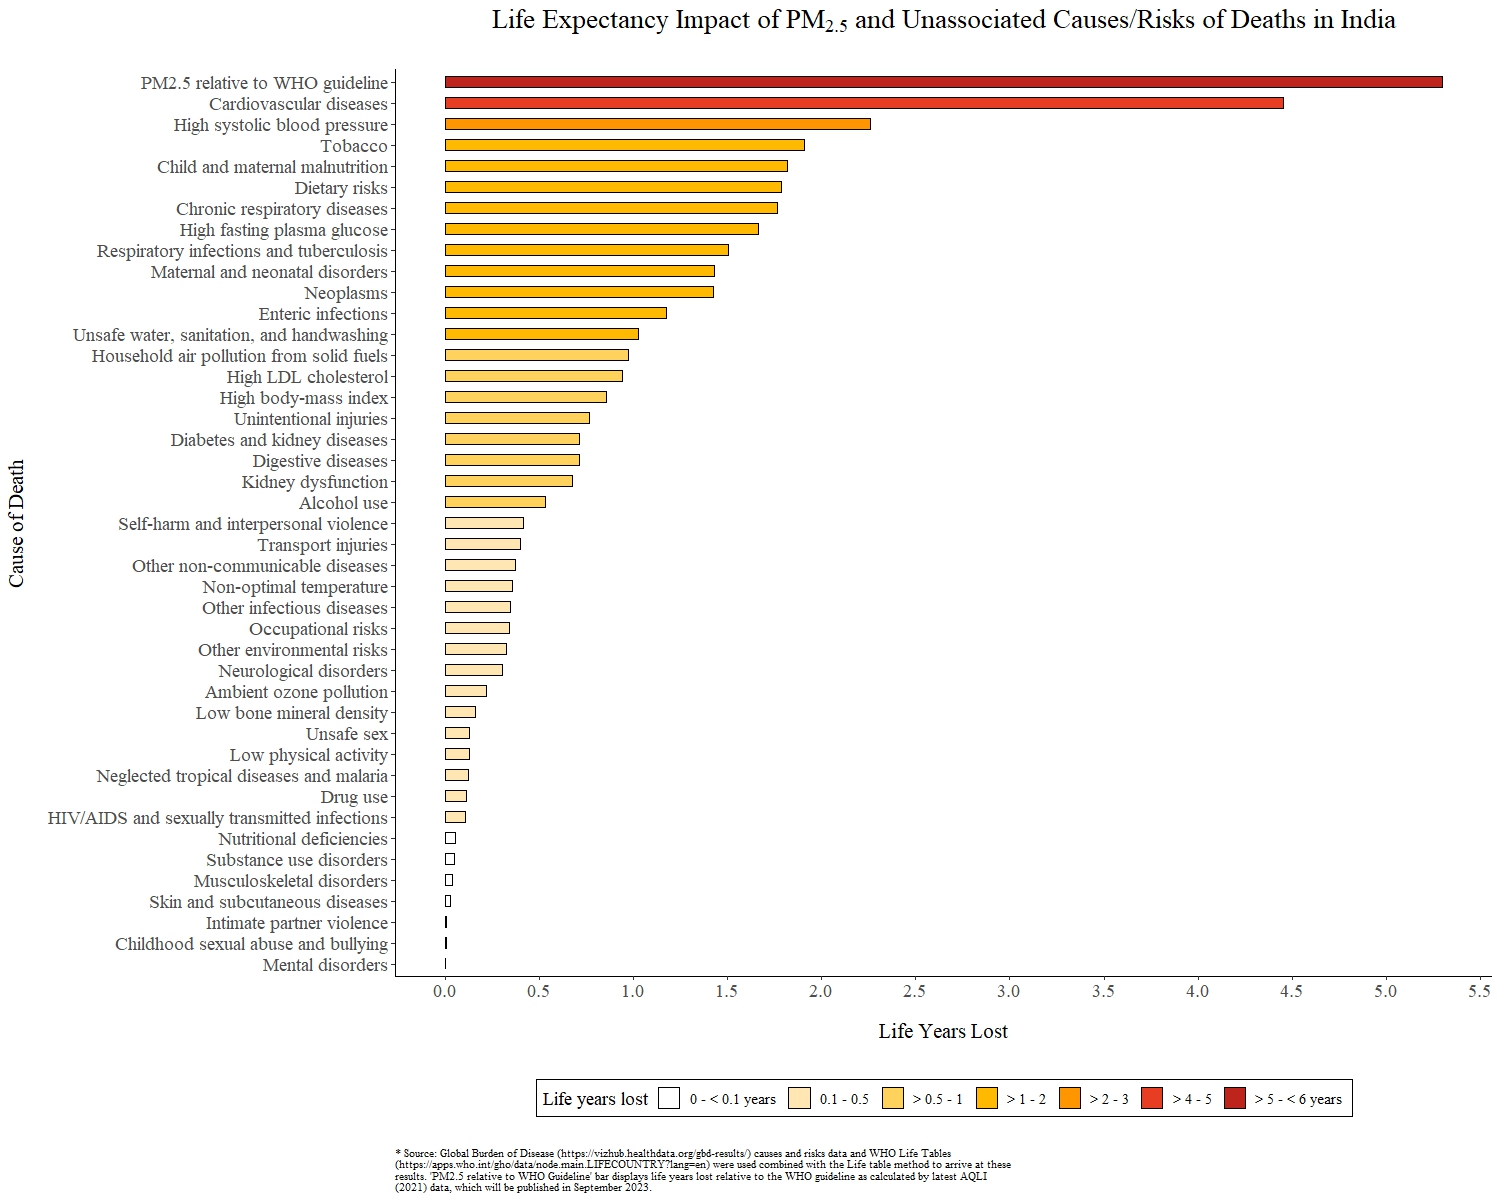 Life Expectancy Impact of PM2.5 and Unassociated Causes/Risks of Deaths in India
Cause of Death
PM2.5 relative to WHO guideline
Cardiovascular diseases
High systolic blood pressure
Tobacco
Child and maternal malnutrition
Dietary risks
Chronic respiratory diseases
High fasting plasma glucose
Respiratory infections and tuberculosis
Maternal and neonatal disorders
Neoplasms
Enteric infections
Unsafe water, sanitation, and handwashing
Household air pollution from solid fuels
High LDL cholesterol
High body-mass index
Unintentional injuries
Diabetes and kidney diseases
Digestive diseases
Kidney dysfunction
Alcohol use
Self-harm and interpersonal violence
Transport injuries
Other non-communicable diseases
Non-optimal temperature
Other infectious diseases
Occupational risks
Other environmental risks
Neurological disorders
Ambient ozone pollution
Low bone mineral density
Unsafe sex
Low physical activity
Neglected tropical diseases and malaria
Drug use
HIV/AIDS and sexually transmitted infections
Nutritional deficiencies
Substance use disorders
Musculoskeletal disorders
Skin and subcutaneous diseases
Intimate partner violence
Childhood sexual abuse and bullying
Mental disorders
0.0 0.5 1.0 1.5 2.0 2.5 3.0 3.5 4.0 4.5 5.0 5.5
Life Years Lost
Life years lost 0 - < 0.1 years 0.1 - 0.5 > 0.5 - 1 > 1 - 2 > 2 - 3 > 4 - 5 > 5 - < 6 years
* Source: Global Burden of Disease (https://vizhub.healthdata.org/gbd-results/) causes and risks data and WHO Life Tables
(https://apps.who.int/gho/data/node.main.LIFECOUNTRY?lang=en) were used combined with the Life table method to arrive at these
results. 'PM2.5 relative to WHO Guideline' bar displays life years lost relative to the WHO guideline as calculated by latest AQLI
(2021) data, which will be published in September 2023.